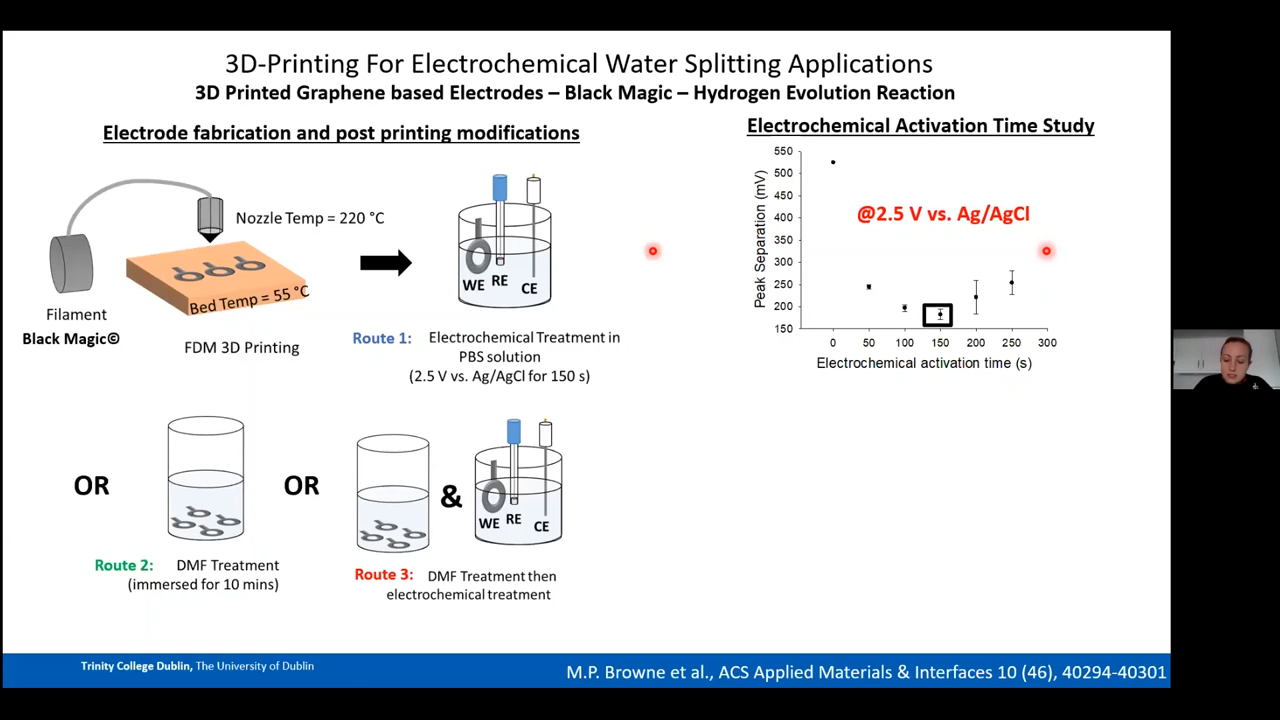 3D-Printing For Electrochemical Water Splitting Applications
3D Printed Graphene based Electrodes – Black Magic – Hydrogen Evolution Reaction
Electrode fabrication and post printing modifications
Nozzle Temp = 220 °C
Bed Temp = 55 °C
Filament
Black Magic©
FDM 3D Printing
WE RE CE
Route 1: Electrochemical Treatment in
PBS solution
(2.5 V vs. Ag/AgCl for 150 s)
OR
Route 2: DMF Treatment
(immersed for 10 mins)
OR
&
WE RE CE
Route 3: DMF Treatment then
electrochemical treatment
Electrochemical Activation Time Study
Peak Separation (mV)
550
500
450
400
350
300
250
200
150
@2.5 V vs. Ag/AgCl
0 50 100 150 200 250 300
Electrochemical activation time (s)
Trinity College Dublin, The University of Dublin
M.P. Browne et al., ACS Applied Materials & Interfaces 10 (46), 40294-40301